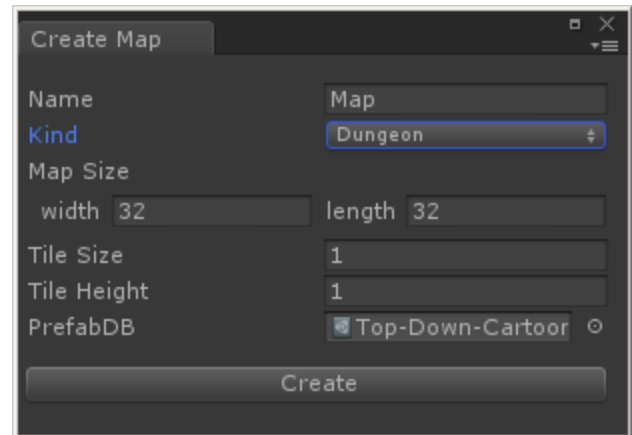 Create Map
Name Map
Kind Dungeon
Map Size
width 32 length 32
Tile Size 1
Tile Height 1
PrefabDB Top-Down-Cartoor
Create